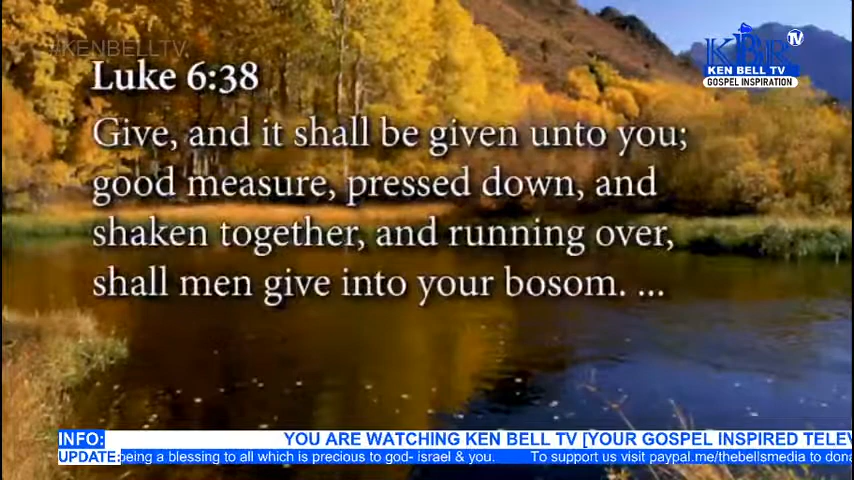 #KENBELLTV
KBR TV
KEN BELL TV
GOSPEL INSPIRATION
Luke 6:38
Give, and it shall be given unto you;
good measure, pressed down, and
shaken together, and running over,
shall men give into your bosom. ...
INFO: YOU ARE WATCHING KEN BELL TV [YOUR GOSPEL INSPIRED TELEV
UPDATE: being a blessing to all which is precious to god- israel & you. To support us visit paypal.me/thebellsmedia to dona